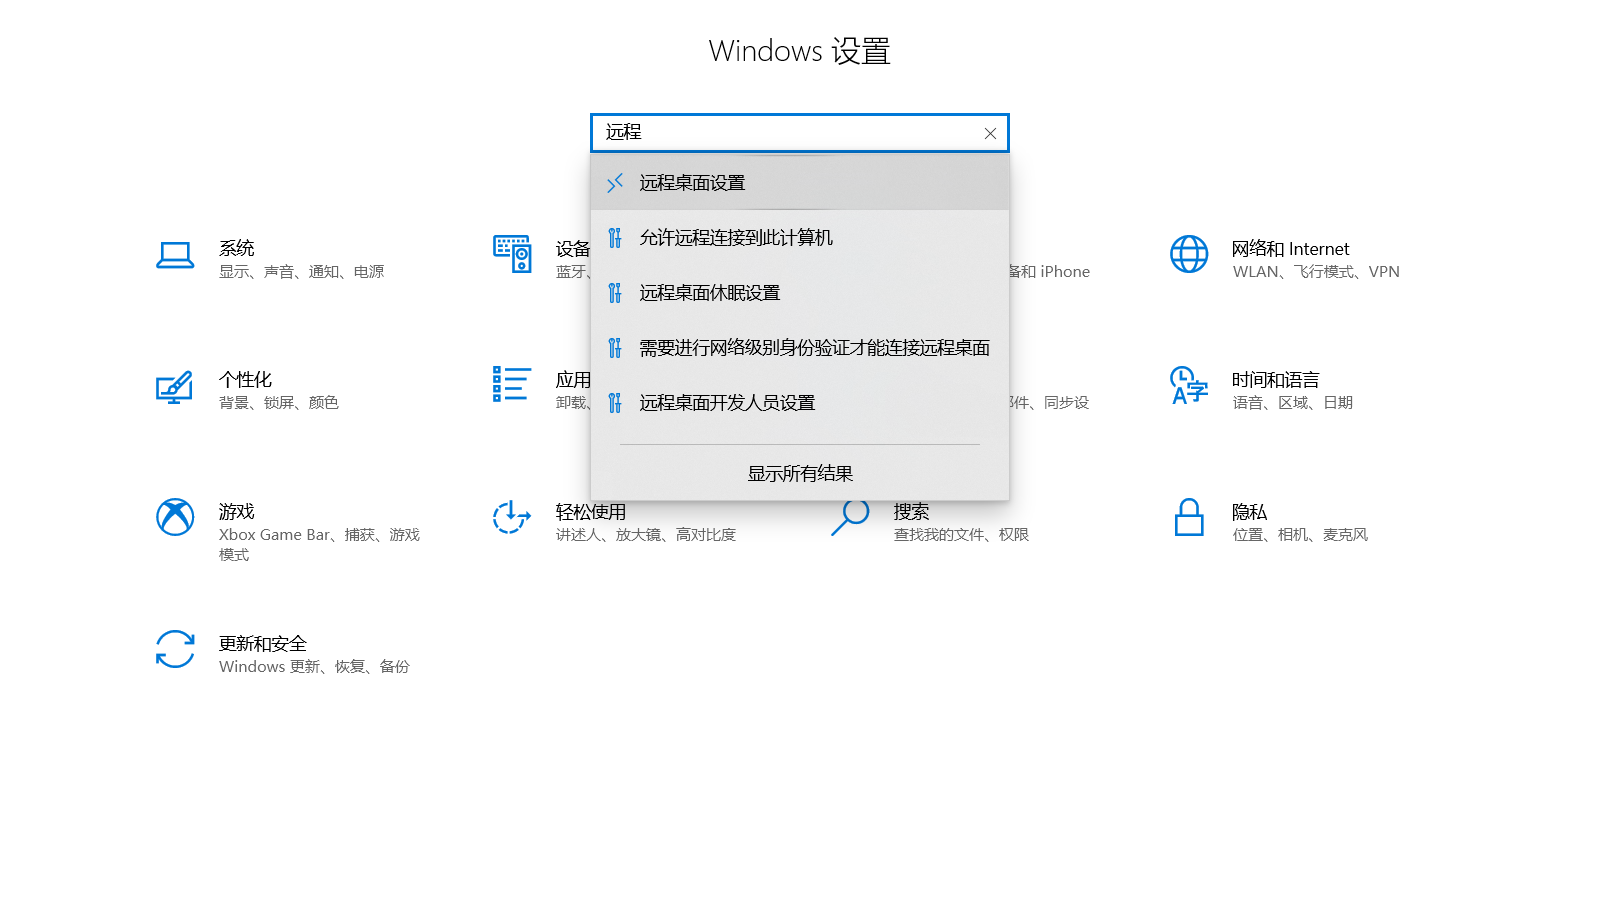 Windows 设置
远程
远程桌面设置
允许远程连接到此计算机
远程桌面休眠设置
需要进行网络级别身份验证才能连接远程桌面
远程桌面开发人员设置
显示所有结果
系统
显示、声音、通知、电源
设备
蓝牙、
备和 iPhone
网络和 Internet
WLAN、飞行模式、VPN
个性化
背景、锁屏、颜色
应用
卸载、
件、同步设
时间和语言
语音、区域、日期
游戏
Xbox Game Bar、捕获、游戏
模式
轻松使用
讲述人、放大镜、高对比度
搜索
查找我的文件、权限
隐私
位置、相机、麦克风
更新和安全
Windows 更新、恢复、备份